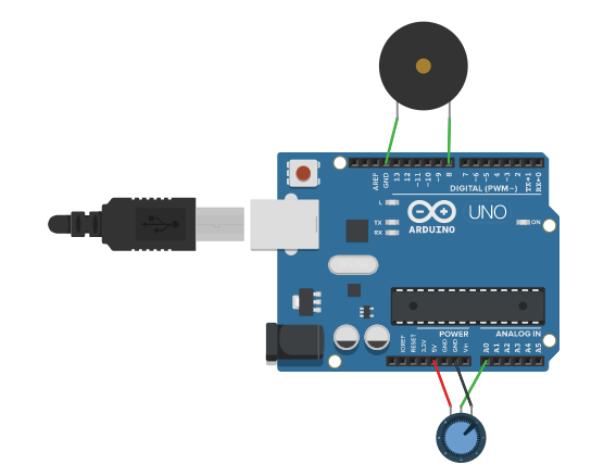 AREF
GND
13
12
~11
~10
~9
8
7
~6
~5
4
~3
2
TX→1
RX←0
DIGITAL (PWM~)
L
TX
RX
UNO
ARDUINO
ON
POWER
ANALOG IN
IOREF
RESET
3.3V
5V
GND
GND
Vin
A0
A1
A2
A3
A4
A5